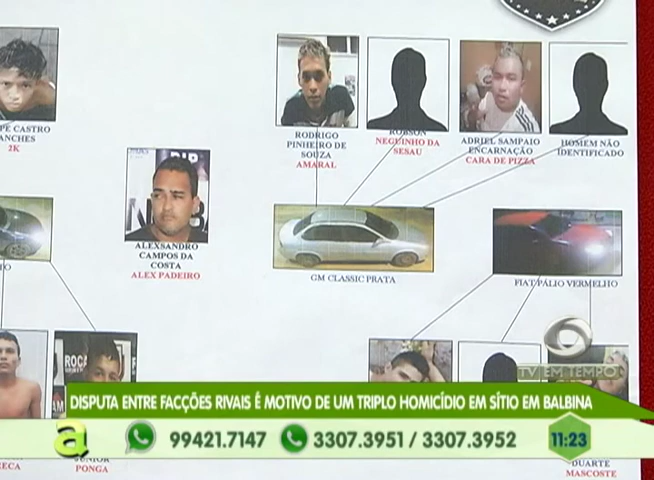 PE CASTRO
ANCHES
2K
RODRIGO
PINHEIRO DE
SOUZA
AMARAL
ROBSON
NEGUINHO DA
SESAU
ADRIEL SAMPAIO
ENCARNAÇÃO
CARA DE PIZZA
HOMEM NÃO
IDENTIFICADO
ALEXSANDRO
CAMPOS DA
COSTA
ALEX PADEIRO
GM CLASSIC PRATA
FIAT PÁLIO VERMELHO
ROCA
TV EM TEMPO
DISPUTA ENTRE FACÇÕES RIVAIS É MOTIVO DE UM TRIPLO HOMICÍDIO EM SÍTIO EM BALBINA
a 99421.7147 3307.3951 / 3307.3952 11:23
JUNIOR
PONGA
DUARTE
MASCOSTE